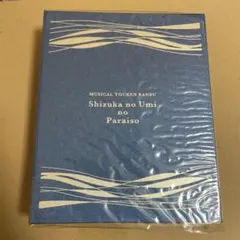 MUSICAL TOUKEN RANBU
Shizuka no Umi
no
Paraiso